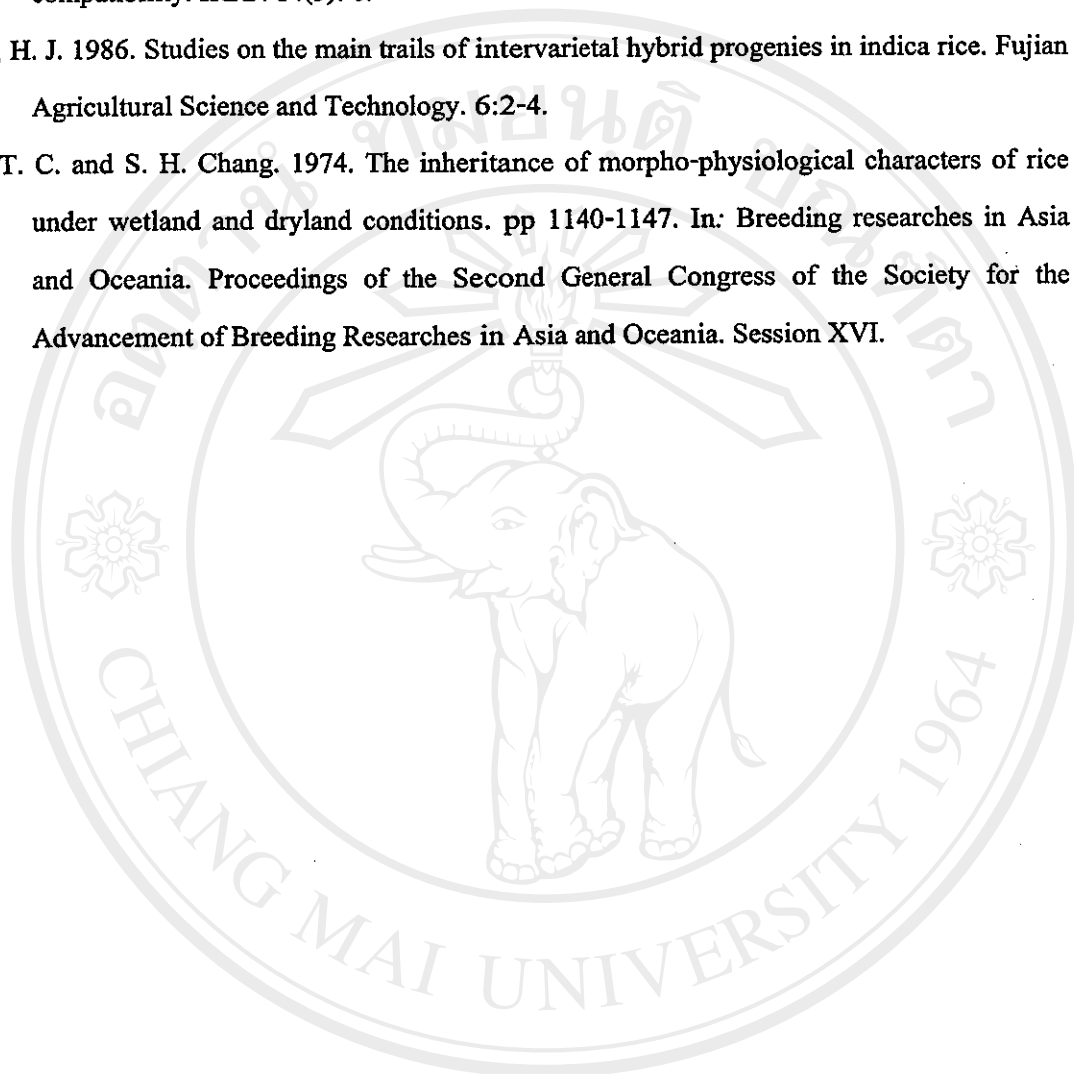 H. J. 1986. Studies on the main trails of intervarietal hybrid progenies in indica rice. Fujian
Agricultural Science and Technology. 6:2-4.
T. C. and S. H. Chang. 1974. The inheritance of morpho-physiological characters of rice
under wetland and dryland conditions. pp 1140-1147. In: Breeding researches in Asia
and Oceania. Proceedings of the Second General Congress of the Society for the
Advancement of Breeding Researches in Asia and Oceania. Session XVI.
CHIANG MAI UNIVERSITY 1964